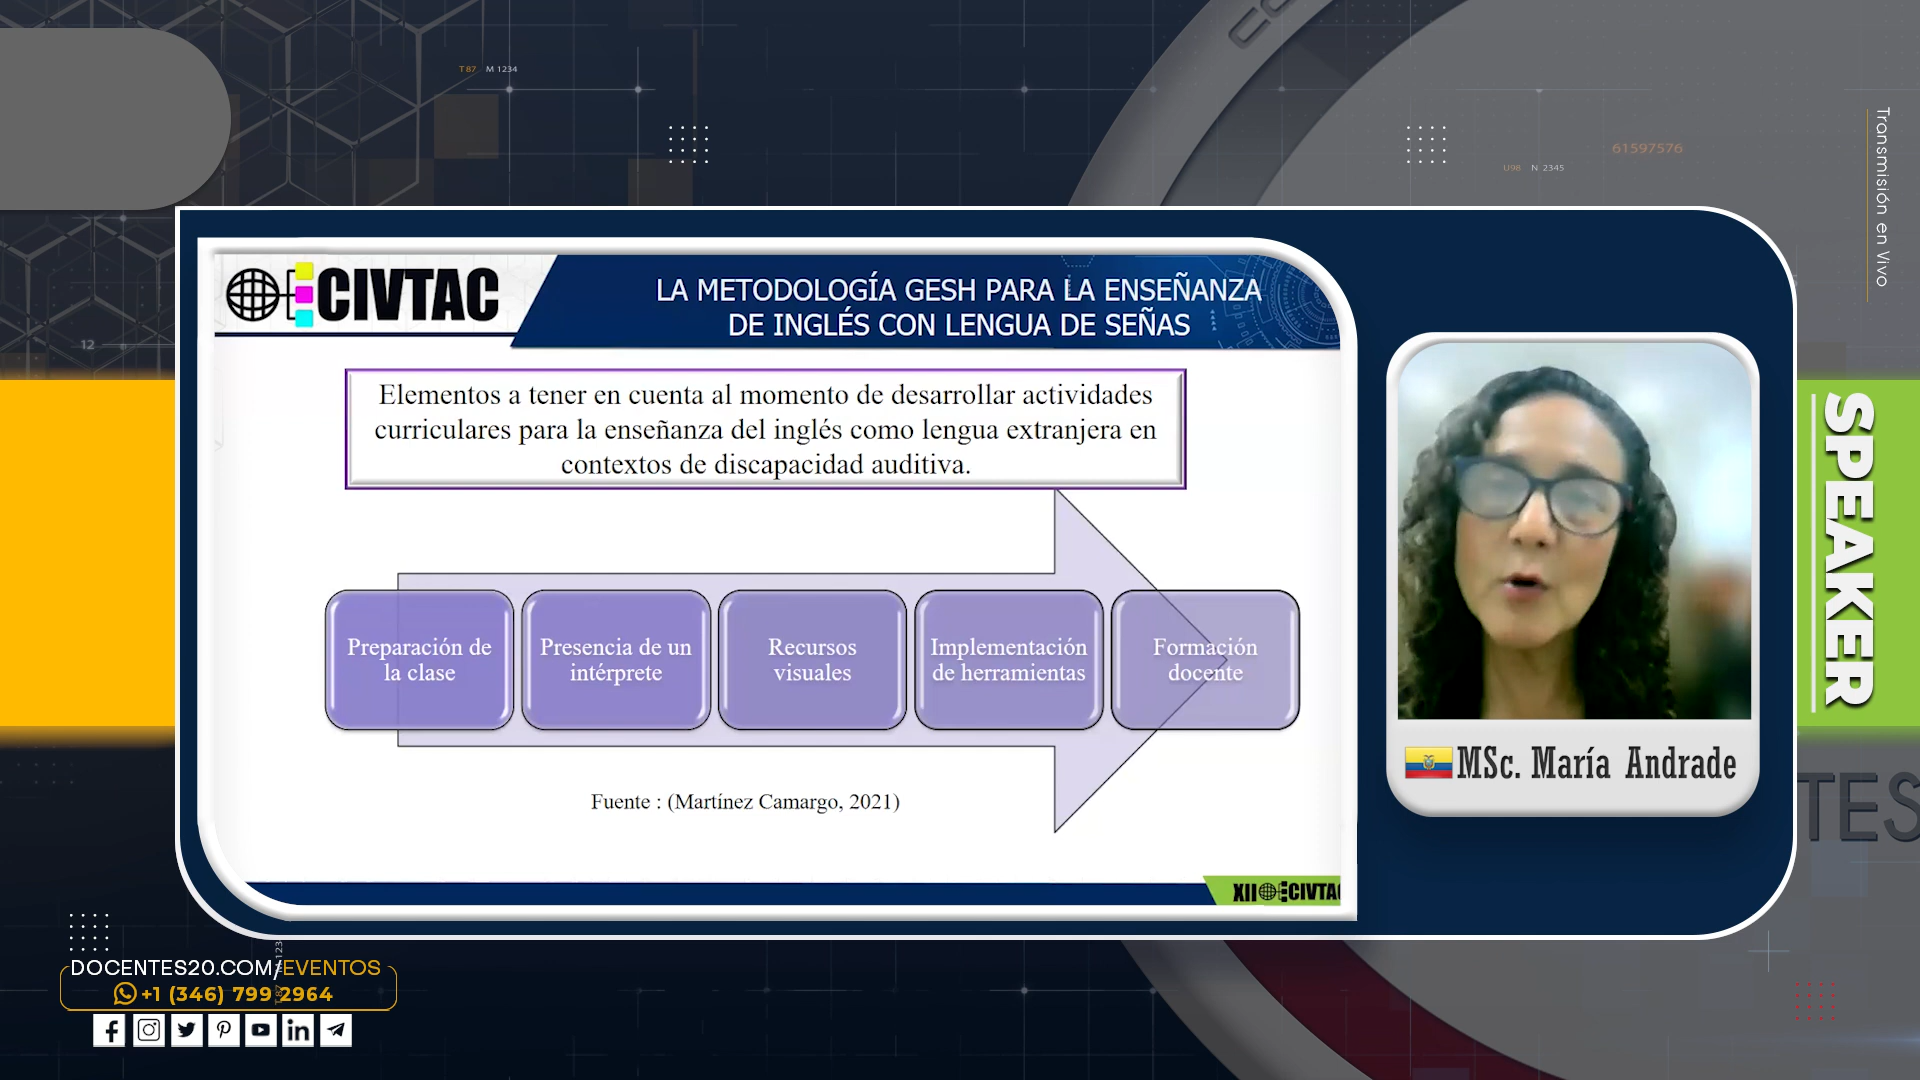 T87 M 1234
61597576
U98 N 2345
Transmisión en Vivo
12
CIVTAC
LA METODOLOGÍA GESH PARA LA ENSEÑANZA
DE INGLÉS CON LENGUA DE SEÑAS
Elementos a tener en cuenta al momento de desarrollar actividades
curriculares para la enseñanza del inglés como lengua extranjera en
contextos de discapacidad auditiva.
Preparación de
la clase
Presencia de un
intérprete
Recursos
visuales
Implementación
de herramientas
Formación
docente
Fuente : (Martínez Camargo, 2021)
XII CIVTAC
MSc. María Andrade
SPEAKER
TES
DOCENTES20.COM/EVENTOS
+1 (346) 799 2964